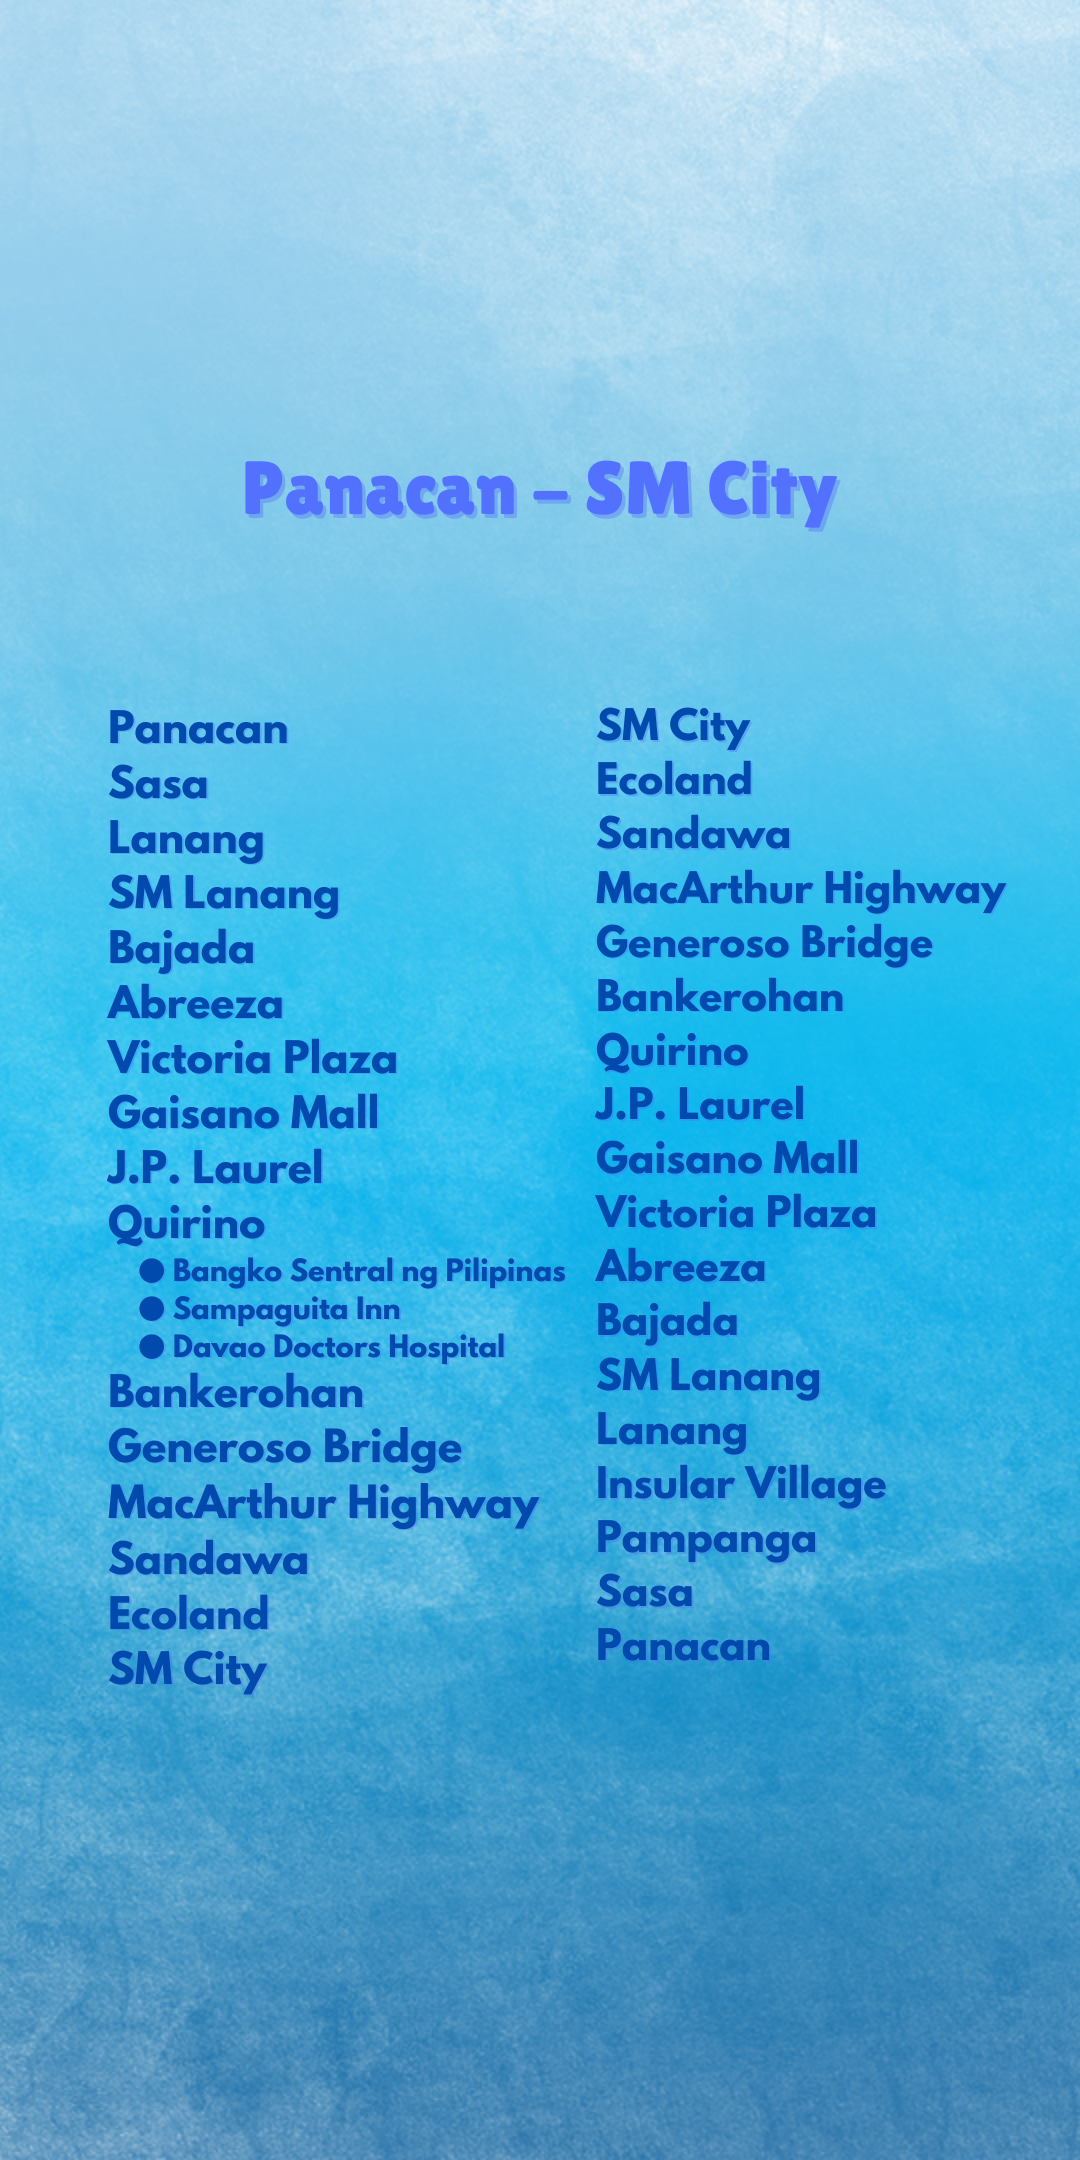 Panacan – SM City
Panacan
Sasa
Lanang
SM Lanang
Bajada
Abreeza
Victoria Plaza
Gaisano Mall
J.P. Laurel
Quirino
● Bangko Sentral ng Pilipinas
● Sampaguita Inn
● Davao Doctors Hospital
Bankerohan
Generoso Bridge
MacArthur Highway
Sandawa
Ecoland
SM City
SM City
Ecoland
Sandawa
MacArthur Highway
Generoso Bridge
Bankerohan
Quirino
J.P. Laurel
Gaisano Mall
Victoria Plaza
Abreeza
Bajada
SM Lanang
Lanang
Insular Village
Pampanga
Sasa
Panacan